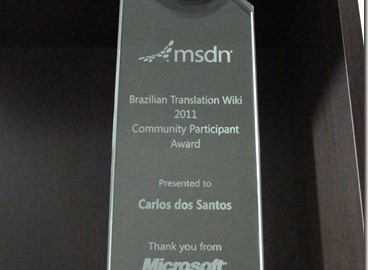 msdn
Brazilian Translation Wiki
2011
Community Participant
Award
Presented to
Carlos dos Santos
Thank you from
Microsoft